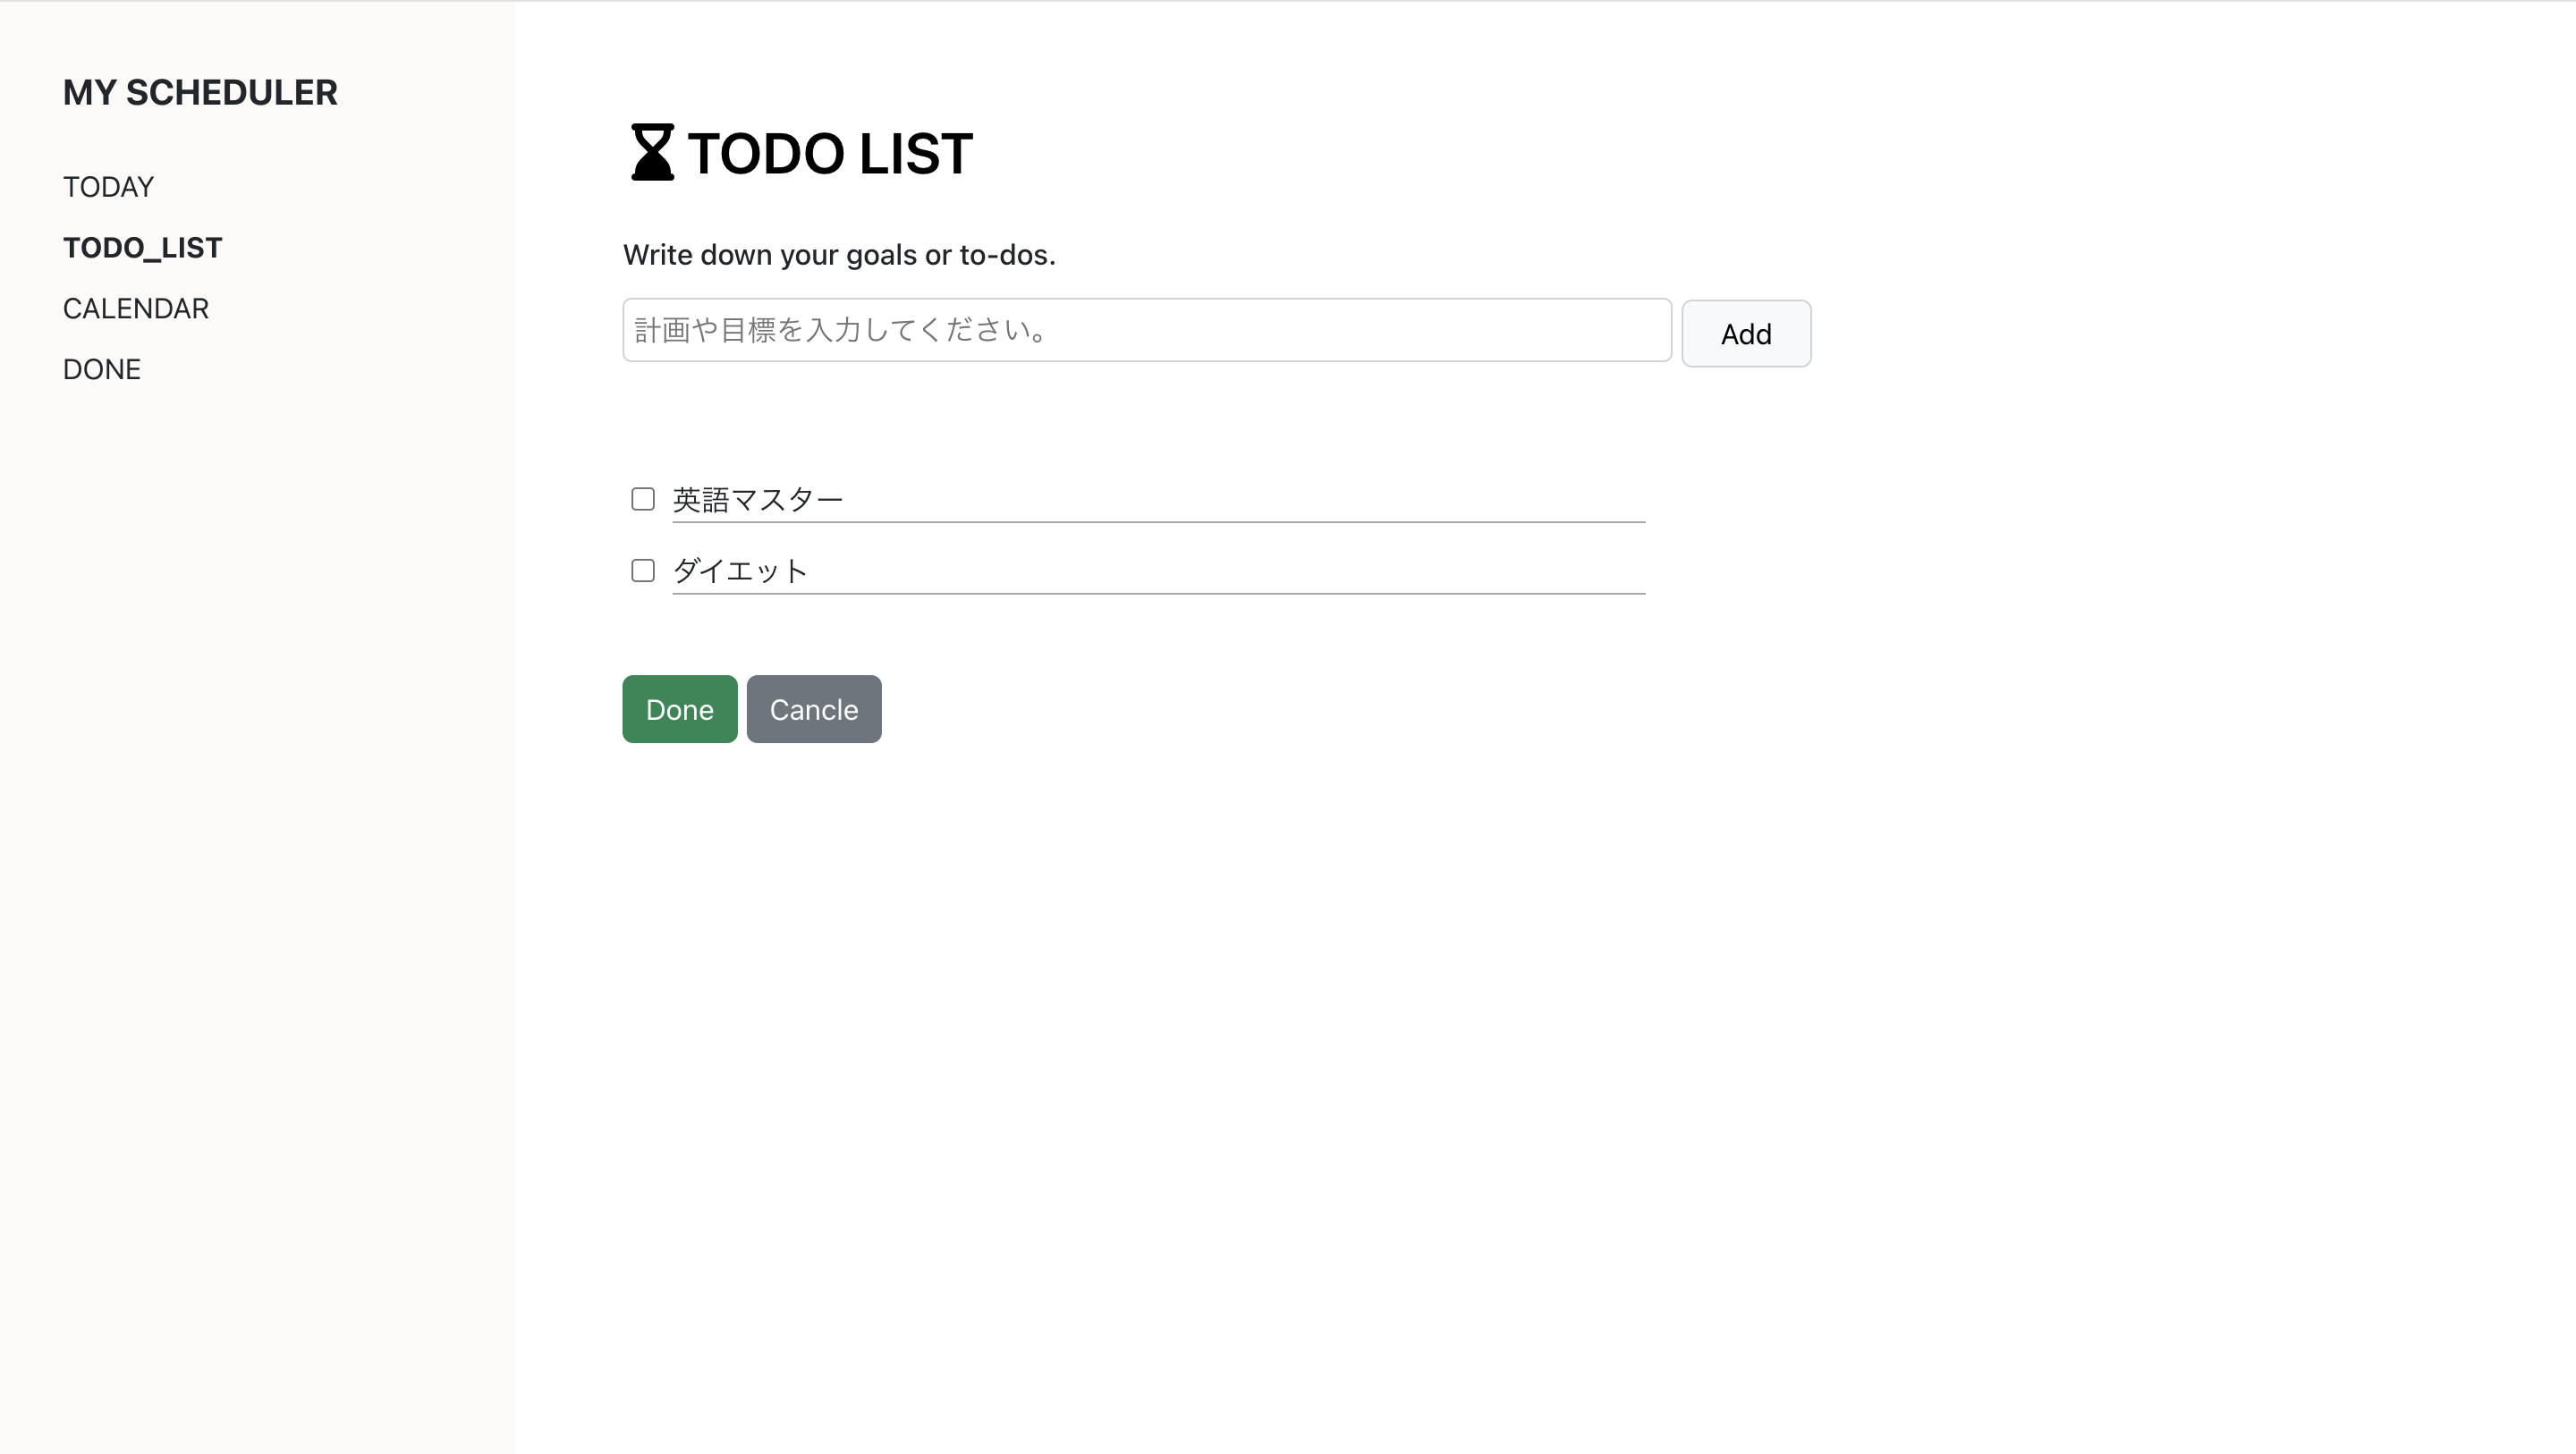 MY SCHEDULER
TODAY
TODO_LIST
CALENDAR
DONE
TODO LIST
Write down your goals or to-dos.
計画や目標を入力してください。
Add
英語マスター
ダイエット
Done
Cancle